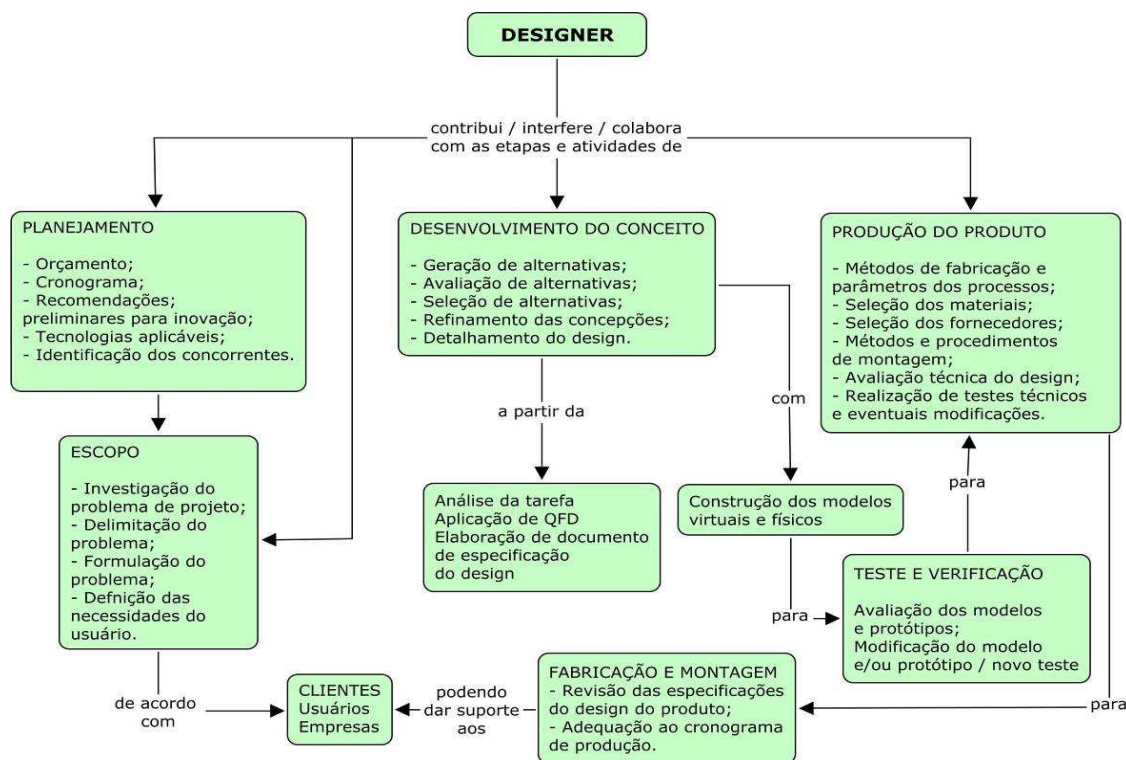 DESIGNER
contribui / interfere / colabora
com as etapas e atividades de
PLANEJAMENTO
- Orçamento;
- Cronograma;
- Recomendações;
preliminares para inovação;
- Tecnologias aplicáveis;
- Identificação dos concorrentes.
DESENVOLVIMENTO DO CONCEITO
- Geração de alternativas;
- Avaliação de alternativas;
- Seleção de alternativas;
- Refinamento das concepções;
- Detalhamento do design.
PRODUÇÃO DO PRODUTO
- Métodos de fabricação e
parâmetros dos processos;
- Seleção dos materiais;
- Seleção dos fornecedores;
- Métodos e procedimentos
de montagem;
- Avaliação técnica do design;
- Realização de testes técnicos
e eventuais modificações.
a partir da
com
para
ESCOPO
- Investigação do
problema de projeto;
- Delimitação do
problema;
- Formulação do
problema;
- Defnição das
necessidades do
usuário.
Análise da tarefa
Aplicação de QFD
Elaboração de documento
de especificação
do design
Construção dos modelos
virtuais e físicos
para
TESTE E VERIFICAÇÃO
Avaliação dos modelos
e protótipos;
Modificação do modelo
e/ou protótipo / novo teste
de acordo
com
CLIENTES
Usuários
Empresas
podendo
dar suporte
aos
FABRICAÇÃO E MONTAGEM
- Revisão das especificações
do design do produto;
- Adequação ao cronograma
de produção.
para